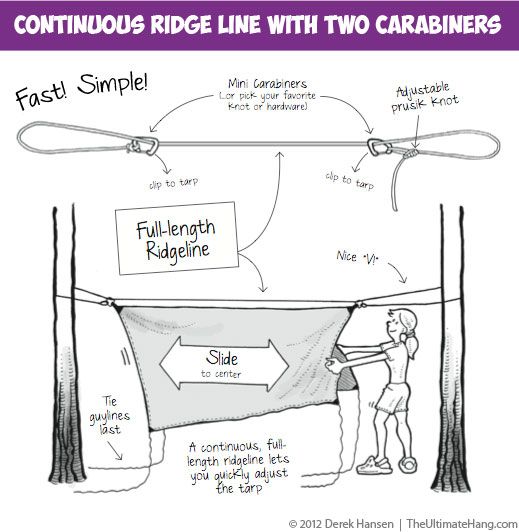 CONTINUOUS RIDGE LINE WITH TWO CARABINERS
Fast! Simple!
Mini Carabiners
(...or pick your favorite
knot or hardware)
Adjustable
prusik knot
clip to tarp
clip to tarp
Full-length
Ridgeline
Nice "V!"
Slide
to center
Tie
guylines
last
A continuous, full-
length ridgeline lets
you quickly adjust
the tarp
© 2012 Derek Hansen | TheUltimateHang.com